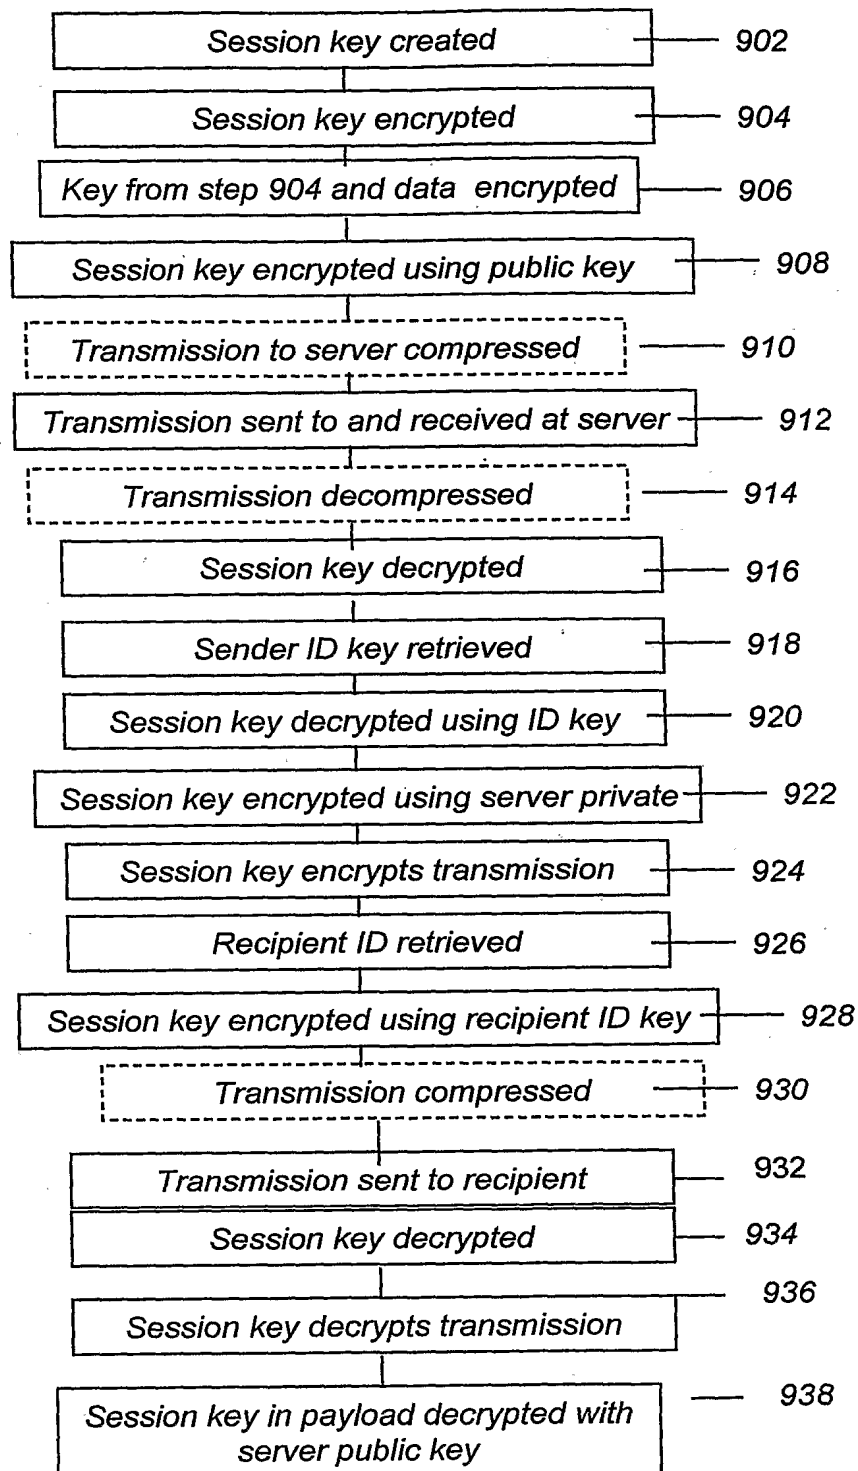 Session key created 902
Session key encrypted 904
Key from step 904 and data encrypted 906
Session key encrypted using public key 908
Transmission to server compressed 910
Transmission sent to and received at server 912
Transmission decompressed 914
Session key decrypted 916
Sender ID key retrieved 918
Session key decrypted using ID key 920
Session key encrypted using server private 922
Session key encrypts transmission 924
Recipient ID retrieved 926
Session key encrypted using recipient ID key 928
Transmission compressed 930
Transmission sent to recipient 932
Session key decrypted 934
936
Session key decrypts transmission
938
Session key in payload decrypted with
server public key